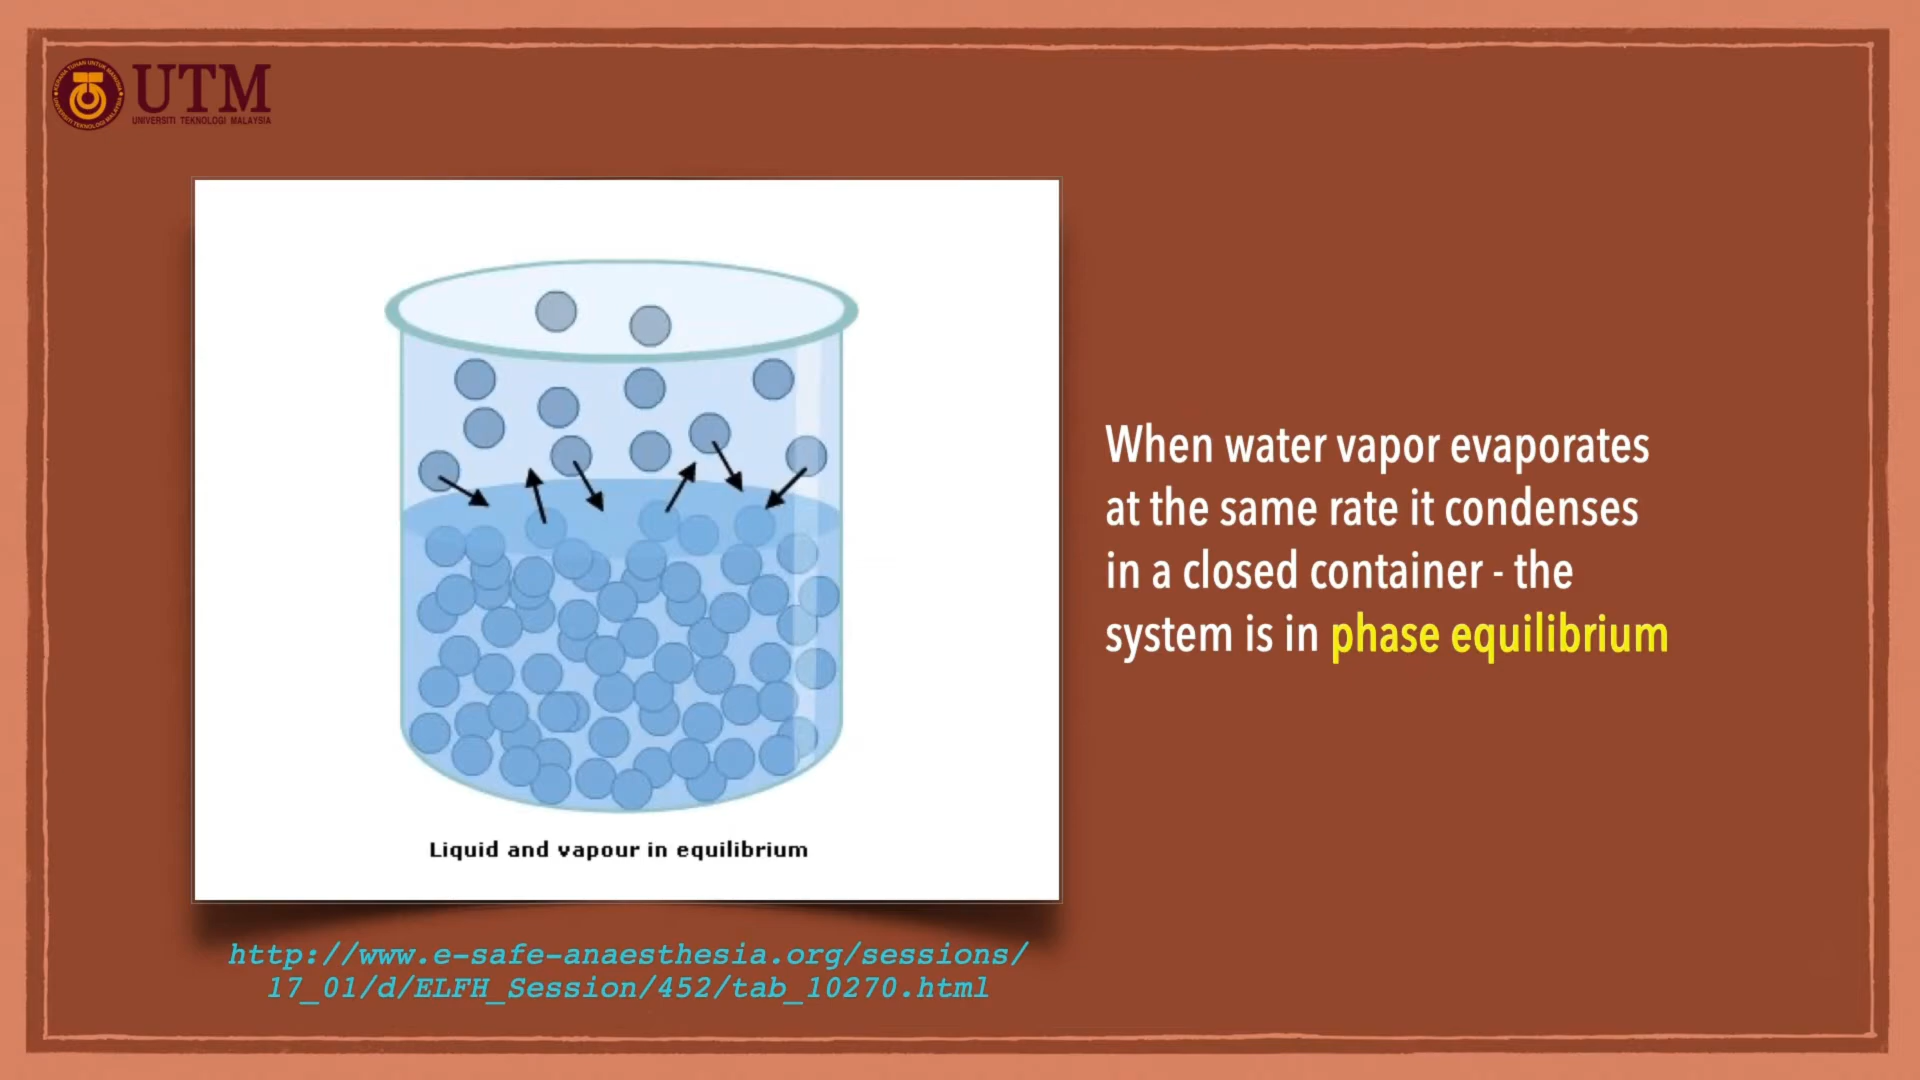 UTM
UNIVERSITI TEKNOLOGI MALAYSIA
When water vapor evaporates
at the same rate it condenses
in a closed container - the
system is in phase equilibrium
Liquid and vapour in equilibrium
http://www.e-safe-anaesthesia.org/sessions/
17_01/d/ELFH_Session/452/tab_10270.html